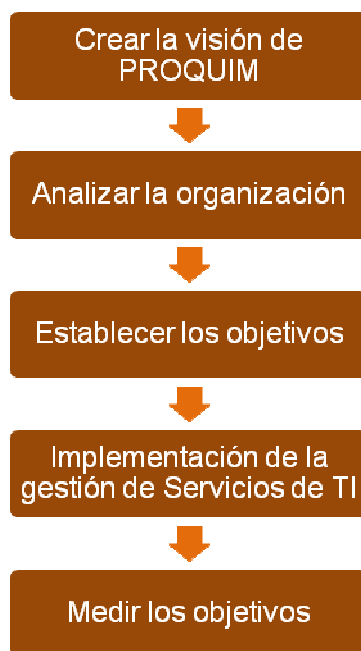 Crear la visión de
PROQUIM
Analizar la organización
Establecer los objetivos
Implementación de la
gestión de Servicios de TI
Medir los objetivos